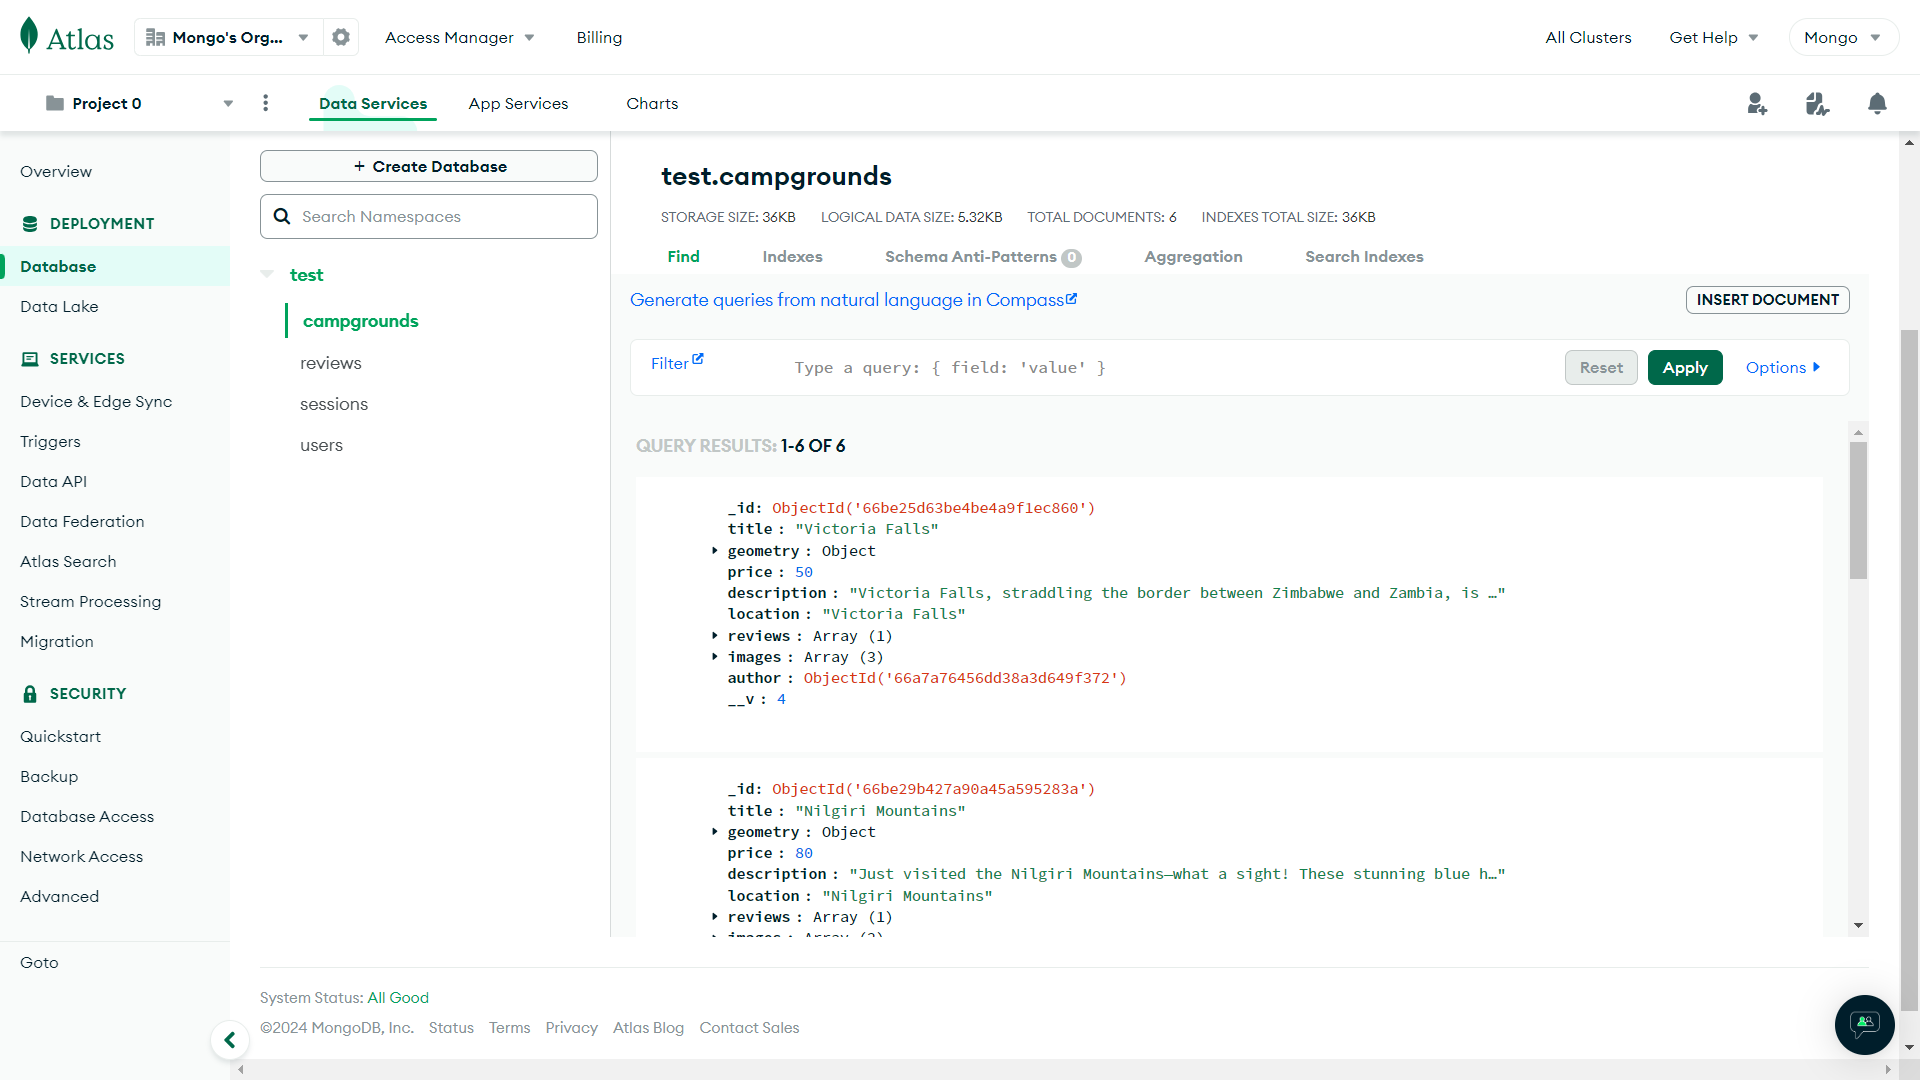 Atlas
Mongo's Org...
Access Manager
Billing
All Clusters
Get Help
Mongo
Project 0
Data Services
App Services
Charts
Overview
DEPLOYMENT
Database
Data Lake
SERVICES
Device & Edge Sync
Triggers
Data API
Data Federation
Atlas Search
Stream Processing
Migration
SECURITY
Quickstart
Backup
Database Access
Network Access
Advanced
Goto
+ Create Database
Search Namespaces
test
campgrounds
reviews
sessions
users
test.campgrounds
STORAGE SIZE: 36KB LOGICAL DATA SIZE: 5.32KB TOTAL DOCUMENTS: 6 INDEXES TOTAL SIZE: 36KB
Find Indexes Schema Anti-Patterns 0 Aggregation Search Indexes
Generate queries from natural language in Compass
INSERT DOCUMENT
Filter
Type a query: { field: 'value' }
Reset
Apply
Options
QUERY RESULTS: 1-6 OF 6
_id: ObjectId('66be25d63be4be4a9f1ec860')
title : "Victoria Falls"
geometry : Object
price : 50
description : "Victoria Falls, straddling the border between Zimbabwe and Zambia, is …"
location : "Victoria Falls"
reviews : Array (1)
images : Array (3)
author : ObjectId('66a7a76456dd38a3d649f372')
__v : 4
_id: ObjectId('66be29b427a90a45a595283a')
title : "Nilgiri Mountains"
geometry : Object
price : 80
description : "Just visited the Nilgiri Mountains—what a sight! These stunning blue h…"
location : "Nilgiri Mountains"
reviews : Array (1)
images : Array (2)
System Status: All Good
©2024 MongoDB, Inc. Status Terms Privacy Atlas Blog Contact Sales